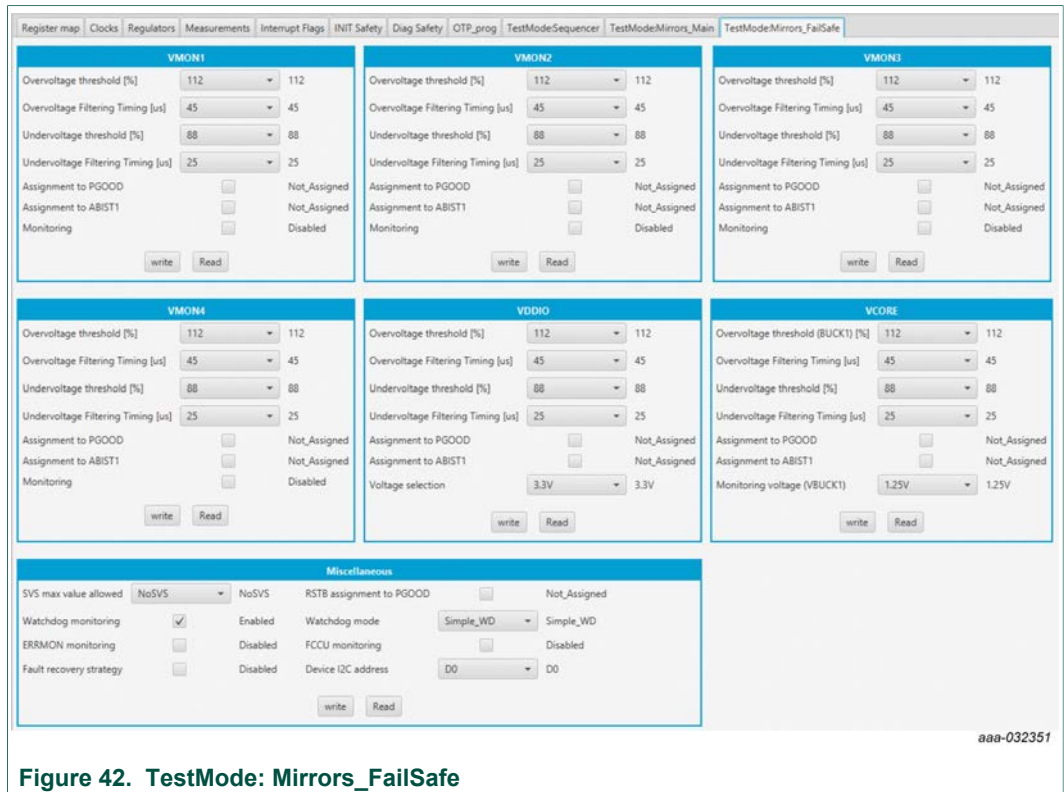 Register map Clocks Regulators Measurements Interrupt Flags INIT Safety Diag Safety OTP_prog TestMode:Sequencer TestMode:Mirrors_Main TestMode:Mirrors_FailSafe
VMON1
Overvoltage threshold [%] 112 112
Overvoltage Filtering Timing [us] 45 45
Undervoltage threshold [%] 88 88
Undervoltage Filtering Timing [us] 25 25
Assignment to PGOOD Not_Assigned
Assignment to ABIST1 Not_Assigned
Monitoring Disabled
write Read
VMON2
Overvoltage threshold [%] 112 112
Overvoltage Filtering Timing [us] 45 45
Undervoltage threshold [%] 88 88
Undervoltage Filtering Timing [us] 25 25
Assignment to PGOOD Not_Assigned
Assignment to ABIST1 Not_Assigned
Monitoring Disabled
write Read
VMON3
Overvoltage threshold [%] 112 112
Overvoltage Filtering Timing [us] 45 45
Undervoltage threshold [%] 88 88
Undervoltage Filtering Timing [us] 25 25
Assignment to PGOOD Not_Assigned
Assignment to ABIST1 Not_Assigned
Monitoring Disabled
write Read
VMON4
Overvoltage threshold [%] 112 112
Overvoltage Filtering Timing [us] 45 45
Undervoltage threshold [%] 88 88
Undervoltage Filtering Timing [us] 25 25
Assignment to PGOOD Not_Assigned
Assignment to ABIST1 Not_Assigned
Monitoring Disabled
write Read
VDDIO
Overvoltage threshold [%] 112 112
Overvoltage Filtering Timing [us] 45 45
Undervoltage threshold [%] 88 88
Undervoltage Filtering Timing [us] 25 25
Assignment to PGOOD Not_Assigned
Assignment to ABIST1 Not_Assigned
Voltage selection 3.3V 3.3V
write Read
VCORE
Overvoltage threshold (BUCK1) [%] 112 112
Overvoltage Filtering Timing [us] 45 45
Undervoltage threshold [%] 88 88
Undervoltage Filtering Timing [us] 25 25
Assignment to PGOOD Not_Assigned
Assignment to ABIST1 Not_Assigned
Monitoring voltage (VBUCK1) 1.25V 1.25V
write Read
Miscellaneous
SVS max value allowed NoSVS NoSVS RSTB assignment to PGOOD Not_Assigned
Watchdog monitoring Enabled Watchdog mode Simple_WD Simple_WD
ERRMON monitoring Disabled FCCU monitoring Disabled
Fault recovery strategy Disabled Device I2C address D0 D0
write Read
aaa-032351
Figure 42. TestMode: Mirrors_FailSafe